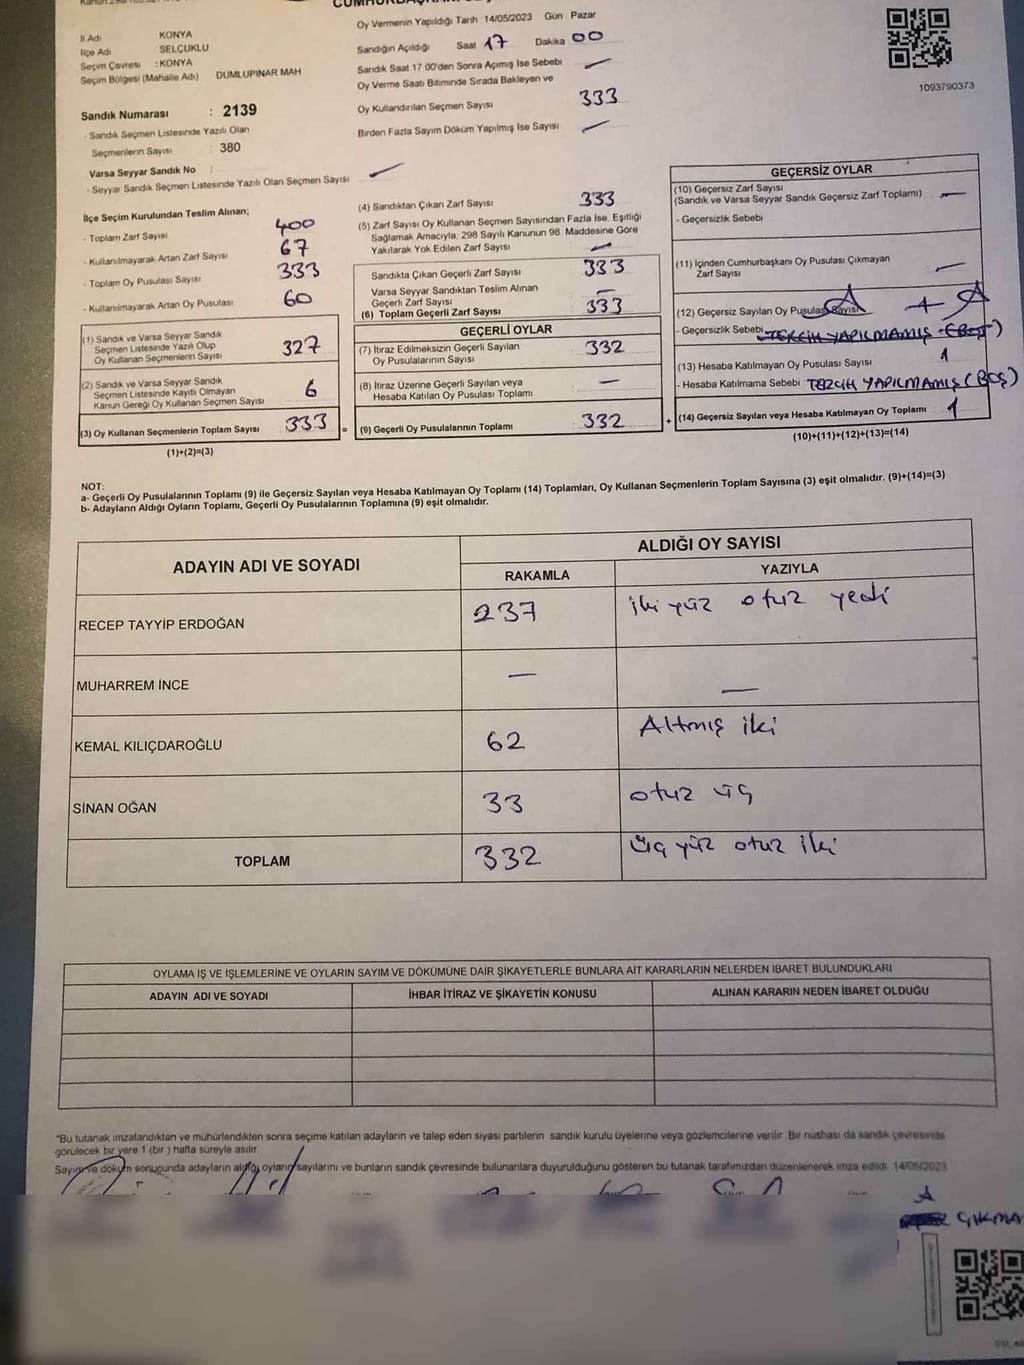 Oy Vermenin Yapıldığı Tarih 14/05/2023 Gün Pazar
İl Adı KONYA
İlçe Adı SELÇUKLU
Seçim Çevresi : KONYA
Seçim Bölgesi (Mahalle Adı) DUMLUPINAR MAH
Sandığın Açıldığı Saat 17 Dakika 00
Sandık Saat 17 00'den Sonra Açımış İse Sebebi —
Oy Verme Saati Bitiminde Sırada Bekleyen ve
Oy Kullandırılan Seçmen Sayısı 333
Birden Fazla Sayım Döküm Yapılmış İse Sayısı —
1093790373
Sandık Numarası : 2139
- Sandık Seçmen Listesinde Yazılı Olan
Seçmenlerin Sayısı : 380
Varsa Seyyar Sandık No :
- Seyyar Sandık Seçmen Listesinde Yazılı Olan Seçmen Sayısı —
İlçe Seçim Kurulundan Teslim Alınan;
- Toplam Zarf Sayısı 400
- Kullanılmayarak Artan Zarf Sayısı 67
- Toplam Oy Pusulası Sayısı 333
- Kullanılmayarak Artan Oy Pusulası 60
(1) Sandık ve Varsa Seyyar Sandık
Seçmen Listesinde Yazılı Olup
Oy Kullanan Seçmenlerin Sayısı 327
(2) Sandık ve Varsa Seyyar Sandık
Seçmen Listesinde Kayıtlı Olmayan
Kanun Gereği Oy Kullanan Seçmen Sayısı 6
(3) Oy Kullanan Seçmenlerin Toplam Sayısı 333 =
(1)+(2)=(3)
(4) Sandıktan Çıkan Zarf Sayısı 333
(5) Zarf Sayısı Oy Kullanan Seçmen Sayısından Fazla İse, Eşitliği
Sağlamak Amacıyla, 298 Sayılı Kanunun 98. Maddesine Göre
Yakılarak Yok Edilen Zarf Sayısı —
Sandıkta Çıkan Geçerli Zarf Sayısı : 333
Varsa Seyyar Sandıktan Teslim Alınan
Geçerli Zarf Sayısı : —
(6) Toplam Geçerli Zarf Sayısı : 333
GEÇERLİ OYLAR
(7) İtiraz Edilmeksizin Geçerli Sayılan
Oy Pusulalarının Sayısı : 332
(8) İtiraz Üzerine Geçerli Sayılan veya
Hesaba Katılan Oy Pusulası Toplamı : —
(9) Geçerli Oy Pusulalarının Toplamı : 332 +
GEÇERSİZ OYLAR
(10) Geçersiz Zarf Sayısı
(Sandık ve Varsa Seyyar Sandık Geçersiz Zarf Toplamı) : —
- Geçersizlik Sebebi :
(11) İçinden Cumhurbaşkanı Oy Pusulası Çıkmayan
Zarf Sayısı : —
(12) Geçersiz Sayılan Oy Pusulası Sayısı
- Geçersizlik Sebebi TERCİH YAPILMAMIŞ (BOŞ)
(13) Hesaba Katılmayan Oy Pusulası Sayısı : 1
- Hesaba Katılmama Sebebi TERCİH YAPILMAMIŞ (BOŞ)
(14) Geçersiz Sayılan veya Hesaba Katılmayan Oy Toplamı : 1
(10)+(11)+(12)+(13)=(14)
NOT:
a- Geçerli Oy Pusulalarının Toplamı (9) ile Geçersiz Sayılan veya Hesaba Katılmayan Oy Toplamı (14) Toplamları, Oy Kullanan Seçmenlerin Toplam Sayısına (3) eşit olmalıdır. (9)+(14)=(3)
b- Adayların Aldığı Oyların Toplamı, Geçerli Oy Pusulalarının Toplamına (9) eşit olmalıdır.
ADAYIN ADI VE SOYADI ALDIĞI OY SAYISI
RAKAMLA YAZIYLA
RECEP TAYYİP ERDOĞAN 237 iki yüz otuz yedi
MUHARREM İNCE — —
KEMAL KILIÇDAROĞLU 62 Altmış iki
SİNAN OĞAN 33 otuz üç
TOPLAM 332 üç yüz otuz iki
OYLAMA İŞ VE İŞLEMLERİNE VE OYLARIN SAYIM VE DÖKÜMÜNE DAİR ŞİKAYETLERLE BUNLARA AİT KARARLARIN NELERDEN İBARET BULUNDUKLARI
ADAYIN ADI VE SOYADI İHBAR İTİRAZ VE ŞİKAYETİN KONUSU ALINAN KARARIN NEDEN İBARET OLDUĞU
*Bu tutanak imzalandıktan ve mühürlendikten sonra seçime katılan adayların ve talep eden siyasi partilerin sandık kurulu üyelerine veya gözlemcilerine verilir. Bir nüshası da sandık çevresinde
görülecek bir yere 1 (bir ) hafta süreyle asılır.
Sayım ve döküm sonucunda adayların aldığı oyların sayılarını ve bunların sandık çevresinde bulunanlara duyurulduğunu gösteren bu tutanak tarafımızdan düzenlenerek imza edildi. 14/05/2023
ÇIKMA